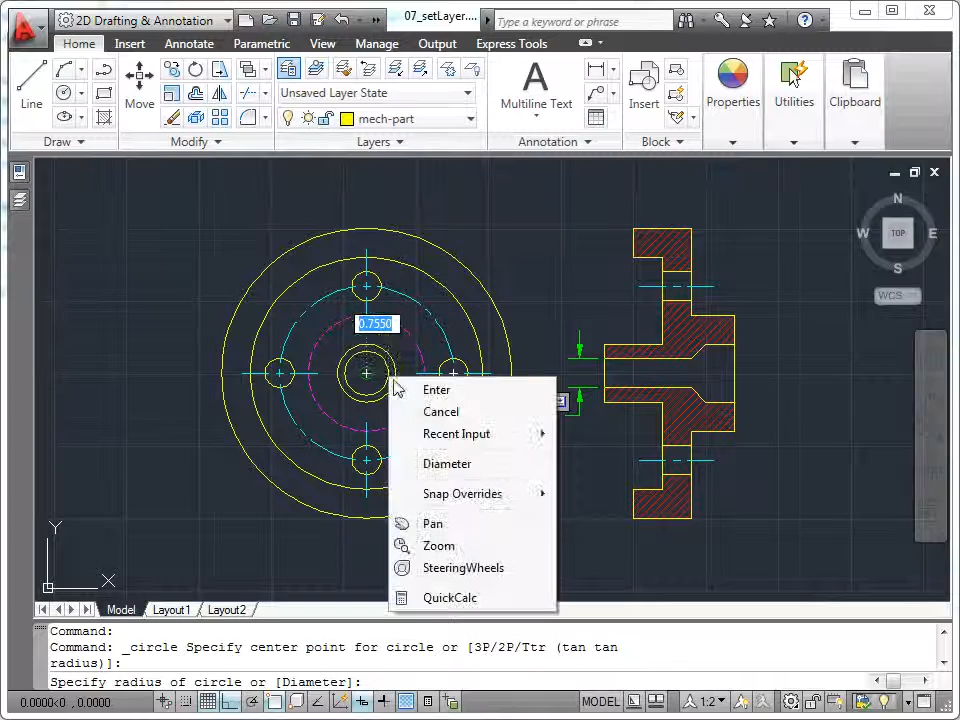 2D Drafting & Annotation
07_setLayer....
Type a keyword or phrase
Home Insert Annotate Parametric View Manage Output Express Tools
Line
Move
Unsaved Layer State
mech-part
Multiline Text
Insert
Properties
Utilities
Clipboard
Draw
Modify
Layers
Annotation
Block
N
W
TOP
E
S
WCS
0.7550
Enter
Cancel
Recent Input
Diameter
Snap Overrides
Pan
Zoom
SteeringWheels
QuickCalc
Y
X
Model Layout1 Layout2
Command:
Command: _circle Specify center point for circle or [3P/2P/Ttr (tan tan
radius)]:
Specify radius of circle or [Diameter]:
0.0000<0 , 0.0000
MODEL
1:2